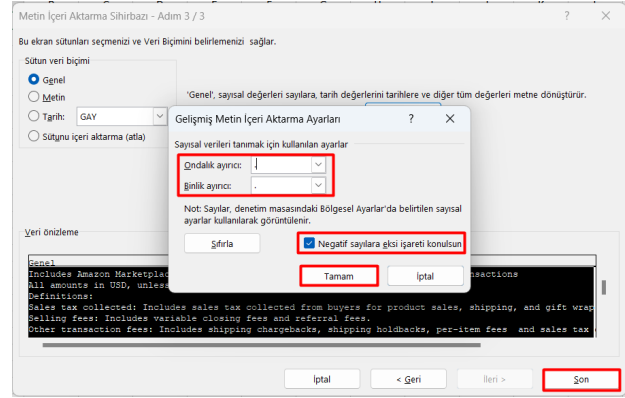 Metin İçeri Aktarma Sihirbazı - Adım 3 / 3
Bu ekran sütunları seçmenizi ve Veri Biçimini belirlemenizi sağlar.
Sütun veri biçimi
Genel
Metin
Tarih: GAY
Sütunu içeri aktarma (atla)
'Genel', sayısal değerleri sayılara, tarih değerlerini tarihlere ve diğer tüm değerleri metne dönüştürür.
Gelişmiş Metin İçeri Aktarma Ayarları
Sayısal verileri tanımak için kullanılan ayarlar
Ondalık ayırıcı: .
Binlik ayırıcı: .
Not: Sayılar, denetim masasındaki Bölgesel Ayarlar'da belirtilen sayısal
ayarlar kullanılarak görüntülenir.
Sıfırla
Negatif sayılara eksi işareti konulsun
Tamam
İptal
Veri önizleme
Genel
Includes Amazon Marketplac nsactions
All amounts in USD, unless
Definitions:
Sales tax collected: Includes sales tax collected from buyers for product sales, shipping, and gift wrap
Selling fees: Includes variable closing fees and referral fees.
Other transaction fees: Includes shipping chargebacks, shipping holdbacks, per-item fees and sales tax
İptal
< Geri
İleri >
Son